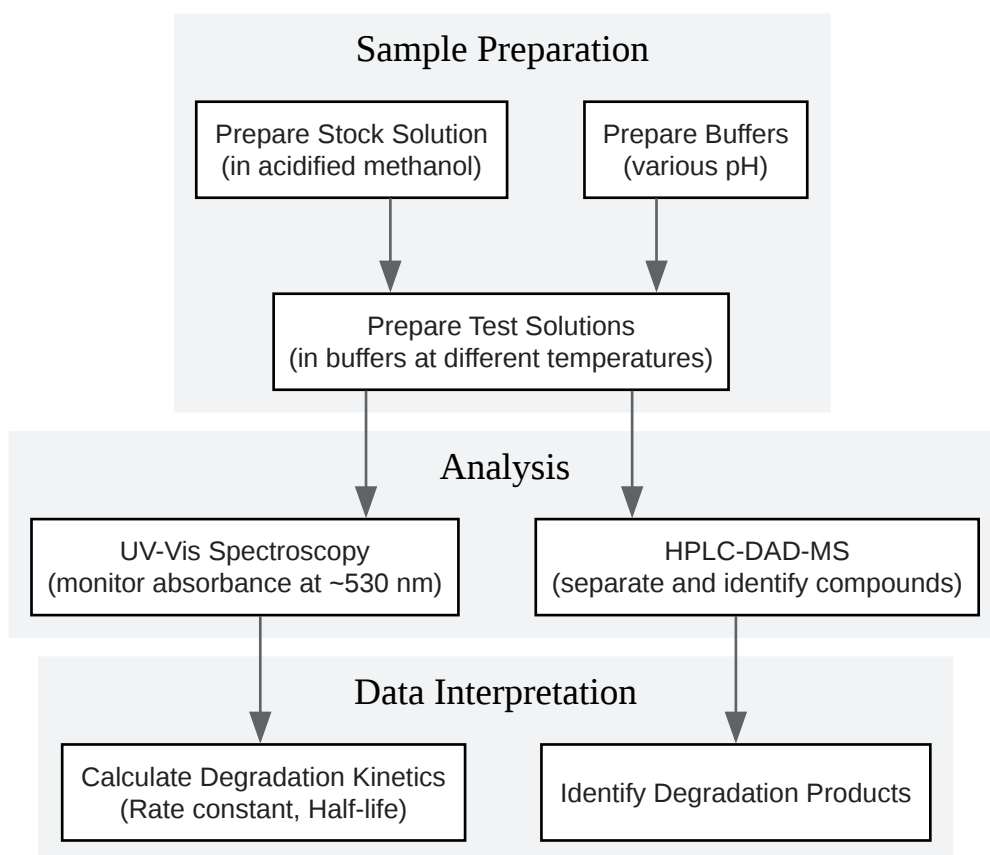 Sample Preparation
Prepare Stock Solution
(in acidified methanol)
Prepare Buffers
(various pH)
Prepare Test Solutions
(in buffers at different temperatures)
Analysis
UV-Vis Spectroscopy
(monitor absorbance at ~530 nm)
HPLC-DAD-MS
(separate and identify compounds)
Data Interpretation
Calculate Degradation Kinetics
(Rate constant, Half-life)
Identify Degradation Products